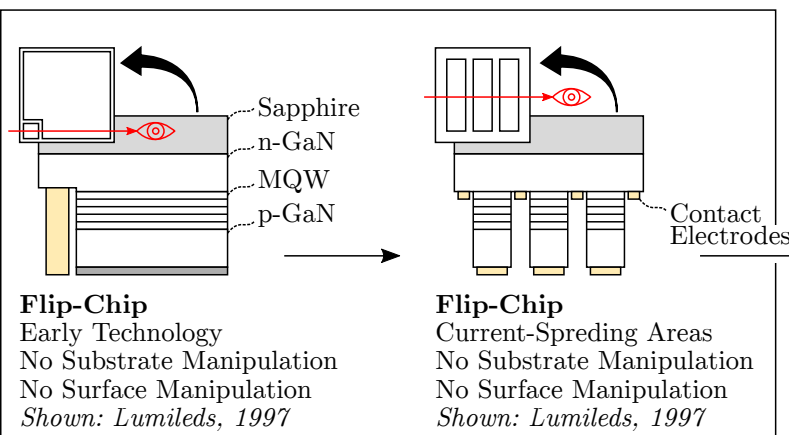 Sapphire
n-GaN
MQW
p-GaN
Contact
Electrodes
Flip-Chip
Early Technology
No Substrate Manipulation
No Surface Manipulation
Shown: Lumileds, 1997
Flip-Chip
Current-Spreding Areas
No Substrate Manipulation
No Surface Manipulation
Shown: Lumileds, 1997